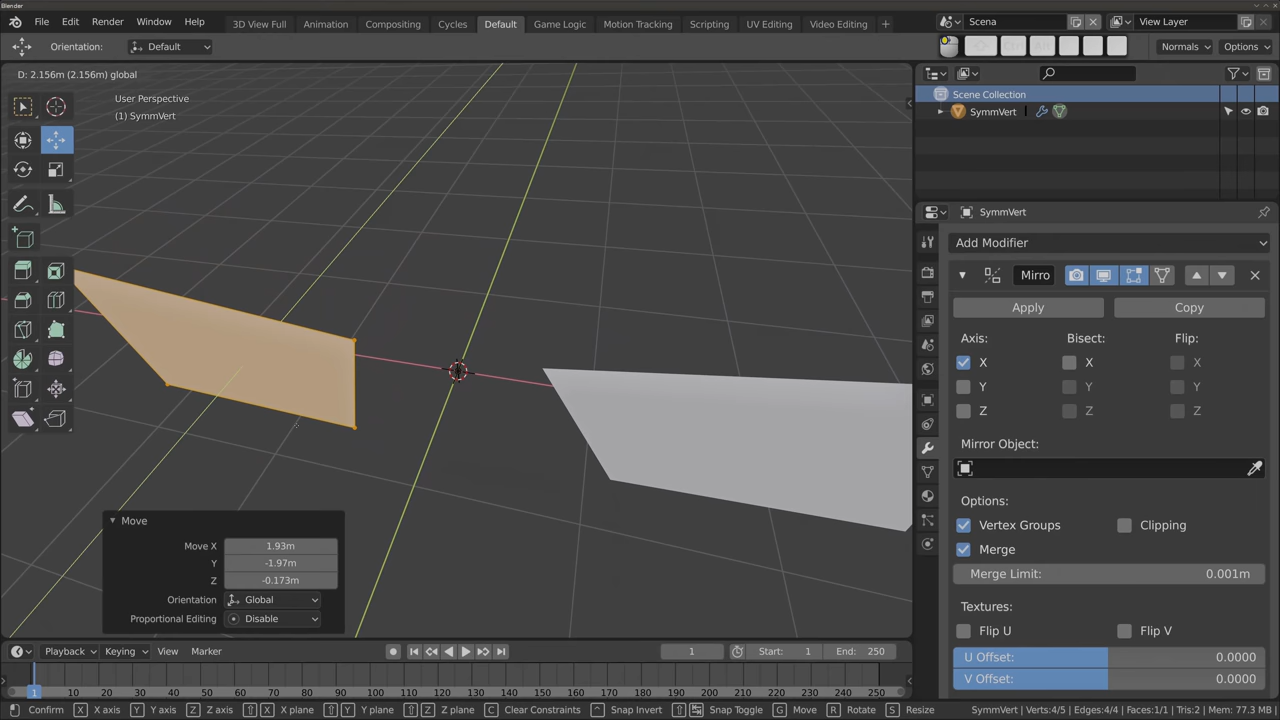 Blender
File Edit Render Window Help
3D View Full Animation Compositing Cycles Default Game Logic Motion Tracking Scripting UV Editing Video Editing +
Scena
View Layer
Orientation: Default
Ctrl Alt
Normals Options
D: 2.156m (2.156m) global
User Perspective
(1) SymmVert
Scene Collection
SymmVert
SymmVert
Add Modifier
Mirro
Apply Copy
Axis: Bisect: Flip:
X X X
Y Y Y
Z Z Z
Mirror Object:
Options:
Vertex Groups Clipping
Merge
Merge Limit: 0.001m
Textures:
Flip U Flip V
U Offset: 0.0000
V Offset: 0.0000
Move
Move X 1.93m
Y -1.97m
Z -0.173m
Orientation Global
Proportional Editing Disable
Playback Keying View Marker 1 Start: 1 End: 250
1 10 20 30 40 50 60 70 80 90 100 110 120 130 140 150 160 170 180 190 200 210 220 230 240 250
Confirm X X axis Y Y axis Z Z axis X X plane Y Y plane Z Z plane C Clear Constraints Snap Invert Snap Toggle G Move R Rotate S Resize SymmVert | Verts:4/5 | Edges:4/4 | Faces:1/1 | Tris:2 | Mem: 77.3 MB